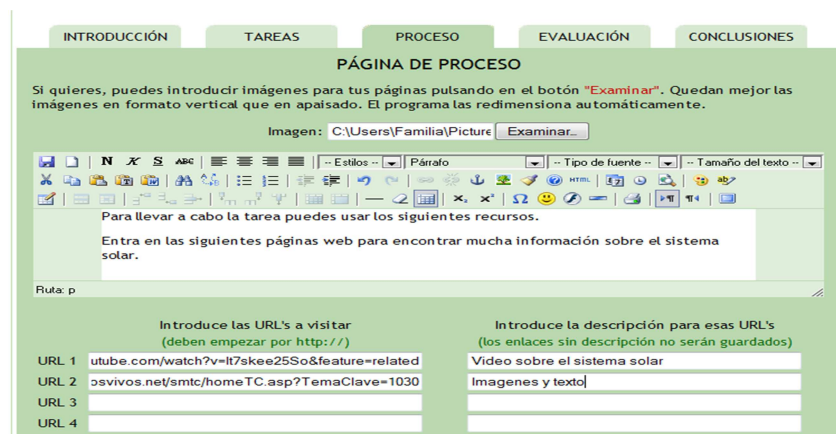 INTRODUCCIÓN TAREAS PROCESO EVALUACIÓN CONCLUSIONES
PÁGINA DE PROCESO
Si quieres, puedes introducir imágenes para tus páginas pulsando en el botón "Examinar". Quedan mejor las
imágenes en formato vertical que en apaisado. El programa las redimensiona automáticamente.
Imagen: C:\Users\Familia\Picture Examinar...
N K S ABC -- Estilos -- Párrafo -- Tipo de fuente -- -- Tamaño del texto --
HTML
Para llevar a cabo la tarea puedes usar los siguientes recursos.
Entra en las siguientes páginas web para encontrar mucha información sobre el sistema
solar.
Ruta: p
Introduce las URL's a visitar Introduce la descripción para esas URL's
(deben empezar por http://) (los enlaces sin descripción no serán guardados)
URL 1 utube.com/watch?v=lt7skee25So&feature=related Video sobre el sistema solar
URL 2 osvivos.net/smtc/homeTC.asp?TemaClave=1030 Imagenes y texto
URL 3
URL 4